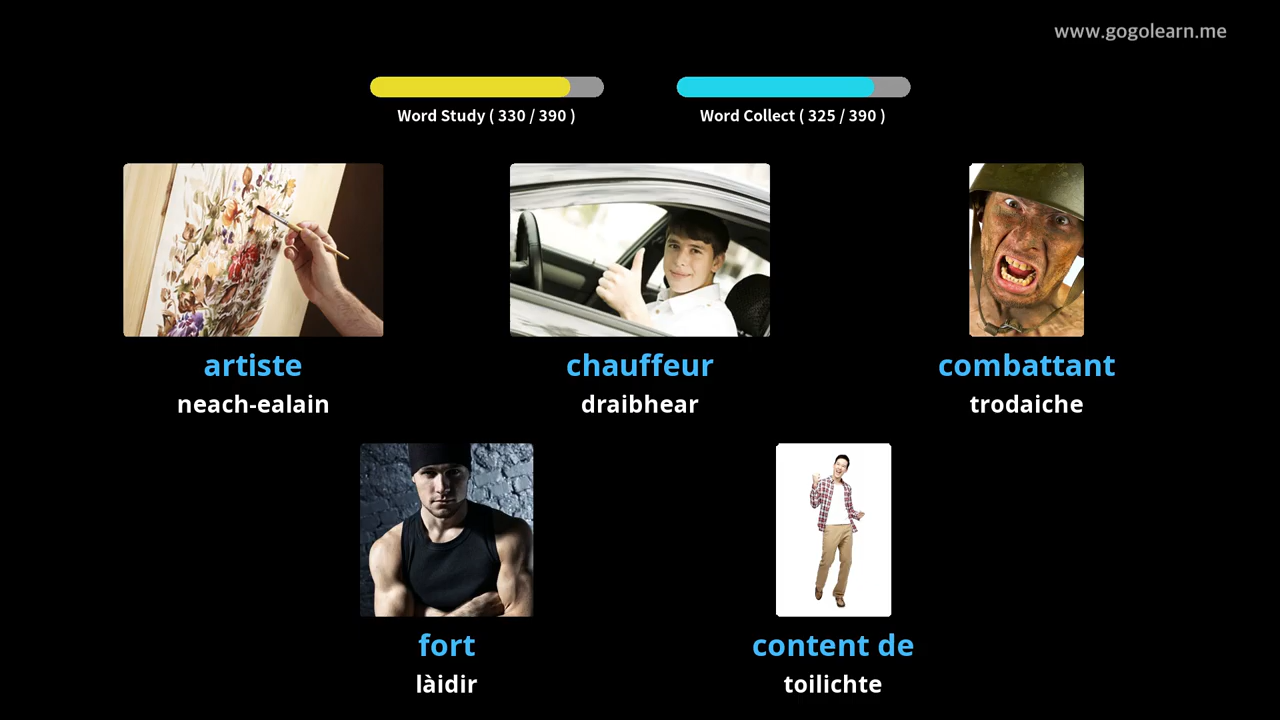 www.gogolearn.me
Word Study ( 330 / 390 )
Word Collect ( 325 / 390 )
artiste
neach-ealain
chauffeur
draibhear
combattant
trodaiche
fort
làidir
content de
toilichte